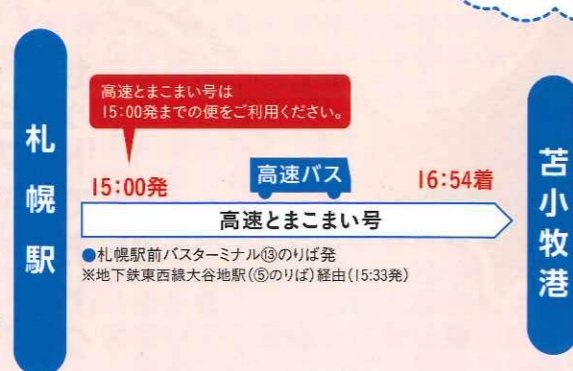 札幌駅
高速とまこまい号は
15:00発までの便をご利用ください。
15:00発
高速バス
16:54着
高速とまこまい号
●札幌駅前バスターミナル⑬のりば発
※地下鉄東西線大谷地駅(⑤のりば)経由(15:33発)
苫小牧港